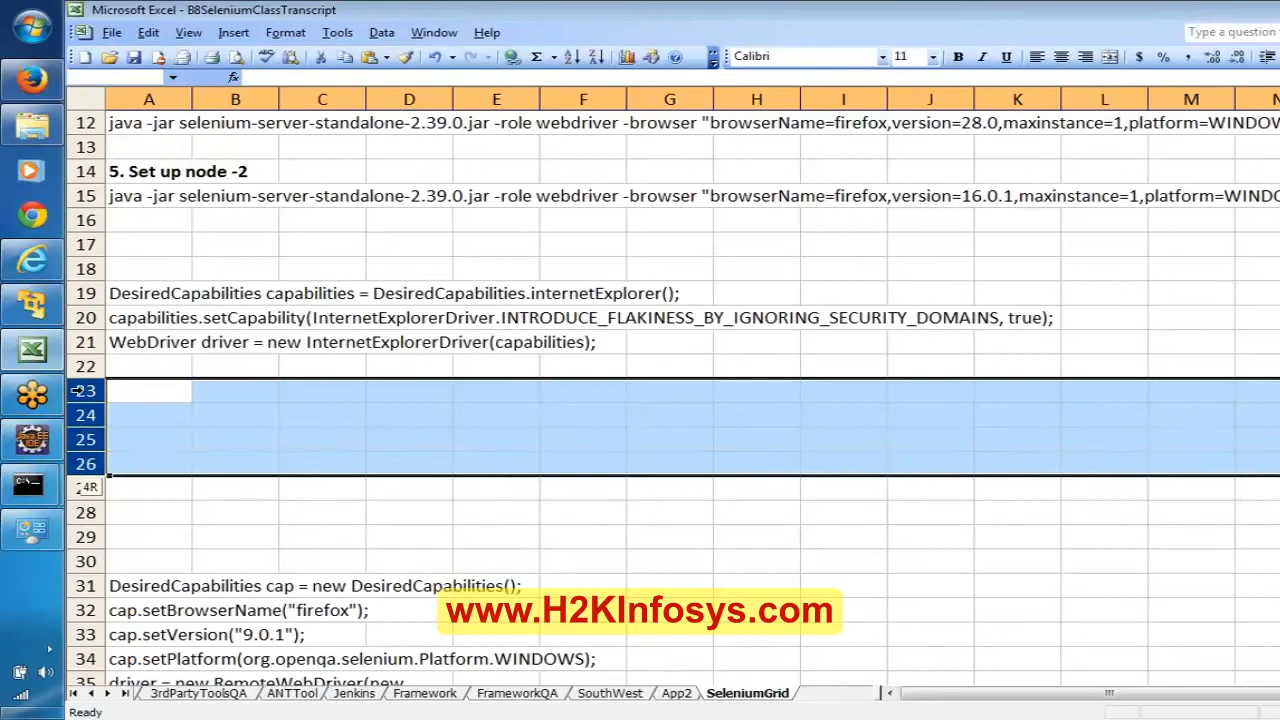 Microsoft Excel - B8SeleniumClassTranscript
File Edit View Insert Format Tools Data Window Help
Type a question
Calibri 11 B I U $ %
fx
A B C D E F G H I J K L M
12 java -jar selenium-server-standalone-2.39.0.jar -role webdriver -browser "browserName=firefox,version=28.0,maxinstance=1,platform=WINDOW
13
14 5. Set up node -2
15 java -jar selenium-server-standalone-2.39.0.jar -role webdriver -browser "browserName=firefox,version=16.0.1,maxinstance=1,platform=WINDO
16
17
18
19 DesiredCapabilities capabilities = DesiredCapabilities.internetExplorer();
20 capabilities.setCapability(InternetExplorerDriver.INTRODUCE_FLAKINESS_BY_IGNORING_SECURITY_DOMAINS, true);
21 WebDriver driver = new InternetExplorerDriver(capabilities);
22
23
24
25
26
4R
28
29
30
31 DesiredCapabilities cap = new DesiredCapabilities();
32 cap.setBrowserName("firefox");
www.H2KInfosys.com
33 cap.setVersion("9.0.1");
34 cap.setPlatform(org.openqa.selenium.Platform.WINDOWS);
35 driver = new RemoteWebDriver(new
3rdPartyToolsQA ANTTool Jenkins Framework FrameworkQA SouthWest App2 SeleniumGrid
Ready